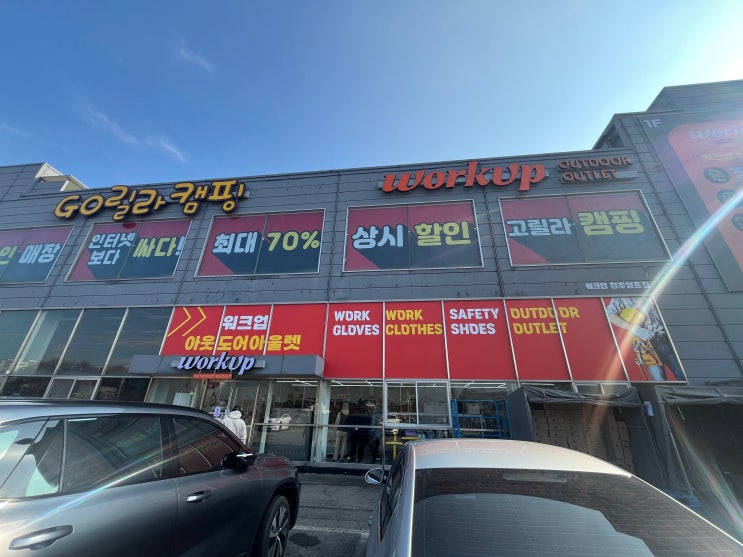 GO릴라 캠핑
workup OUTDOOR OUTLET
1F
인 매장
인터넷 보다 싸다!
최대 70%
상시 할인
고릴라 캠핑
워크업
아웃도어아울렛
workup
WORK GLOVES
WORK CLOTHES
SAFETY SHOES
OUTDOOR OUTLET